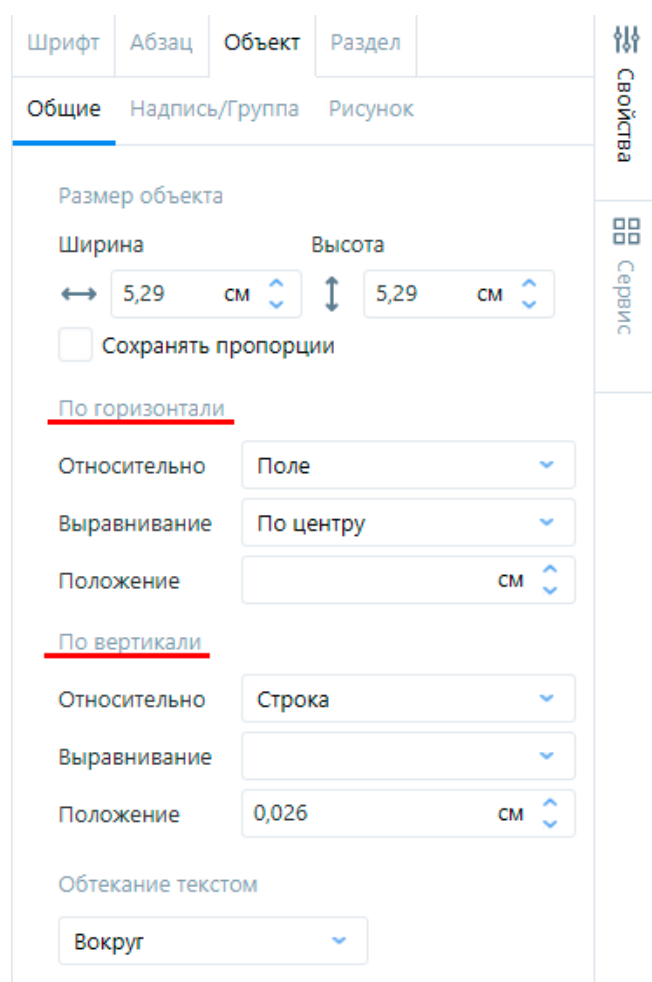 Шрифт Абзац Объект Раздел
Общие Надпись/Группа Рисунок
Размер объекта
Ширина Высота
5,29 см 5,29 см
Сохранять пропорции
По горизонтали
Относительно Поле
Выравнивание По центру
Положение см
По вертикали
Относительно Строка
Выравнивание
Положение 0,026 см
Обтекание текстом
Вокруг
Свойства
Сервис